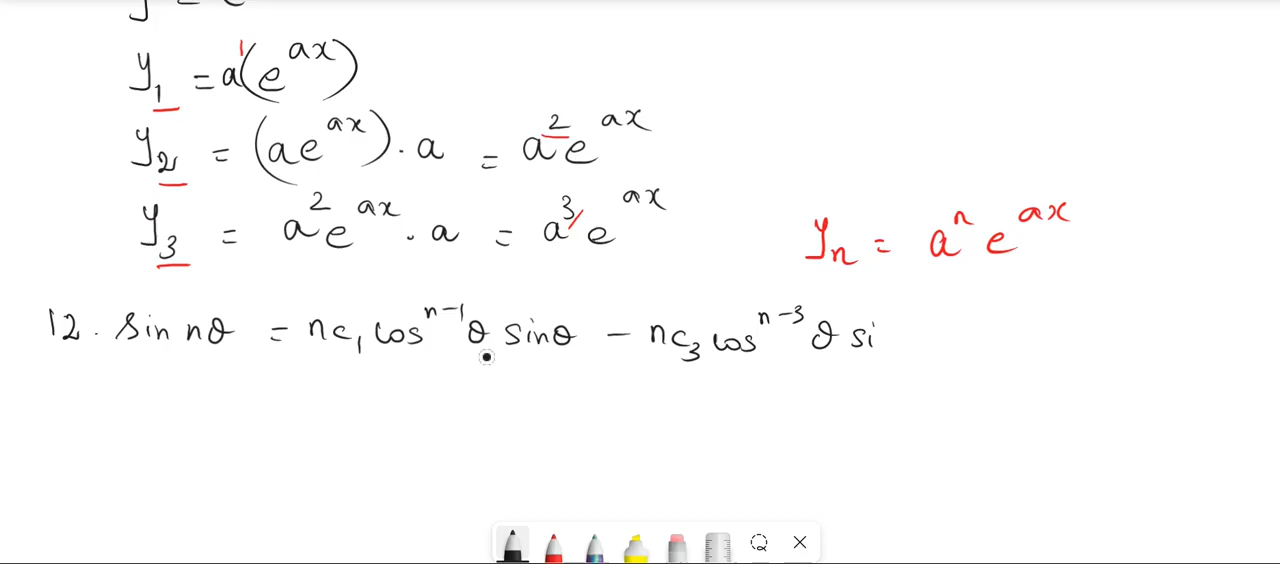 y₁ = a¹(e^{ax})
y₂ = (ae^{ax}) . a = a²e^{ax}
y₃ = a²e^{ax} . a = a³e^{ax}
yₙ = aⁿ e^{ax}
12. sin nθ = nc₁ cos^{n-1}θ sinθ - nc₃ cos^{n-3}θ si